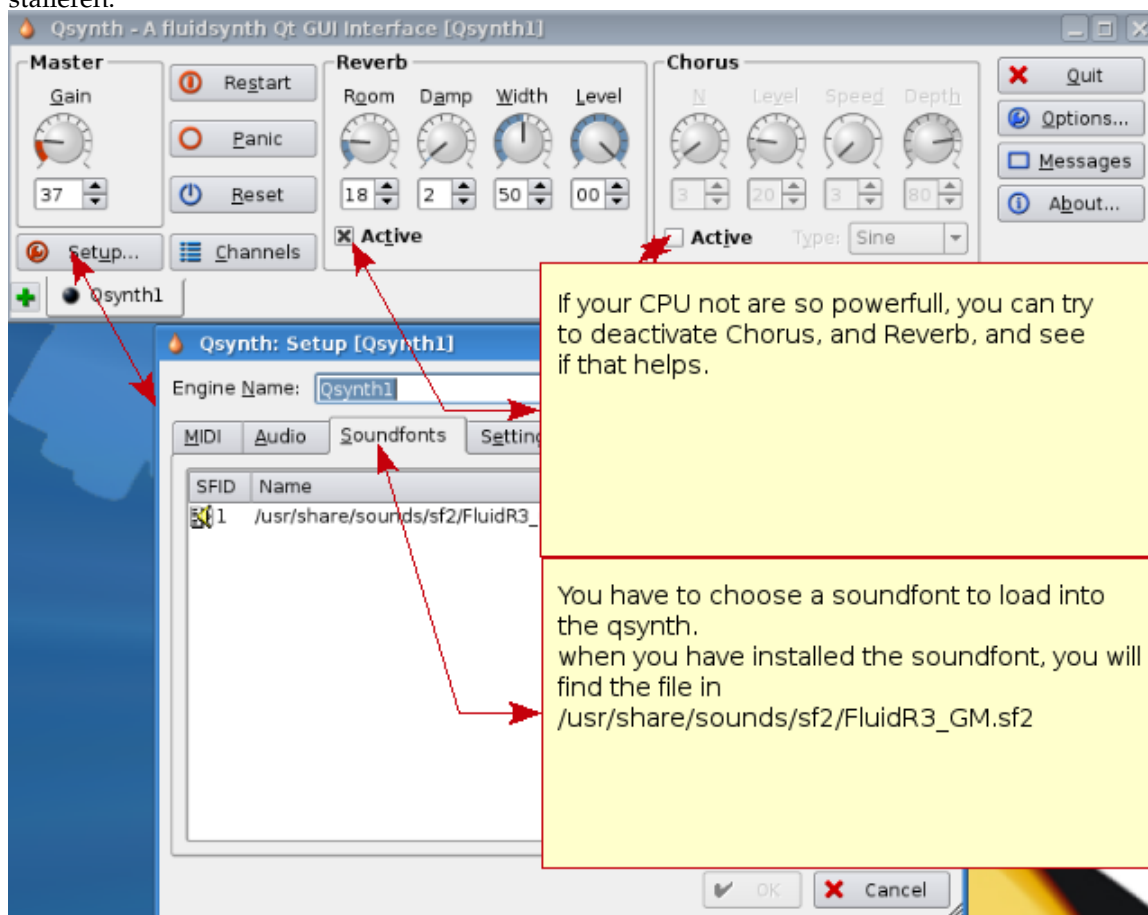 stalleren.
Qsynth - A fluidsynth Qt GUI Interface [Qsynth1]
Master
Gain
37
Setup...
Restart
Panic
Reset
Channels
Reverb
Room Damp Width Level
18 2 50 00
Active
Chorus
N Level Speed Depth
3 20 3 80
Active Type: Sine
Quit
Options...
Messages
About...
Qsynth1
If your CPU not are so powerfull, you can try
to deactivate Chorus, and Reverb, and see
if that helps.
Qsynth: Setup [Qsynth1]
Engine Name: Qsynth1
MIDI Audio Soundfonts Setting
SFID Name
1 /usr/share/sounds/sf2/FluidR3_
You have to choose a soundfont to load into
the qsynth.
when you have installed the soundfont, you will
find the file in
/usr/share/sounds/sf2/FluidR3_GM.sf2
OK Cancel